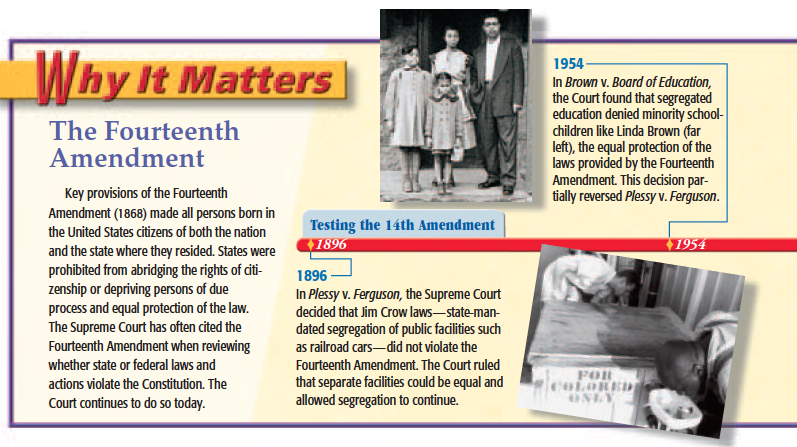 Why It Matters
The Fourteenth
Amendment
Key provisions of the Fourteenth
Amendment (1868) made all persons born in
the United States citizens of both the nation
and the state where they resided. States were
prohibited from abridging the rights of citi-
zenship or depriving persons of due
process and equal protection of the law.
The Supreme Court has often cited the
Fourteenth Amendment when reviewing
whether state or federal laws and
actions violate the Constitution. The
Court continues to do so today.
Testing the 14th Amendment
1896
1896
In Plessy v. Ferguson, the Supreme Court
decided that Jim Crow laws—state-man-
dated segregation of public facilities such
as railroad cars—did not violate the
Fourteenth Amendment. The Court ruled
that separate facilities could be equal and
allowed segregation to continue.
1954
In Brown v. Board of Education,
the Court found that segregated
education denied minority school-
children like Linda Brown (far
left), the equal protection of the
laws provided by the Fourteenth
Amendment. This decision par-
tially reversed Plessy v. Ferguson.
1954
FOR
COLORED
ONLY